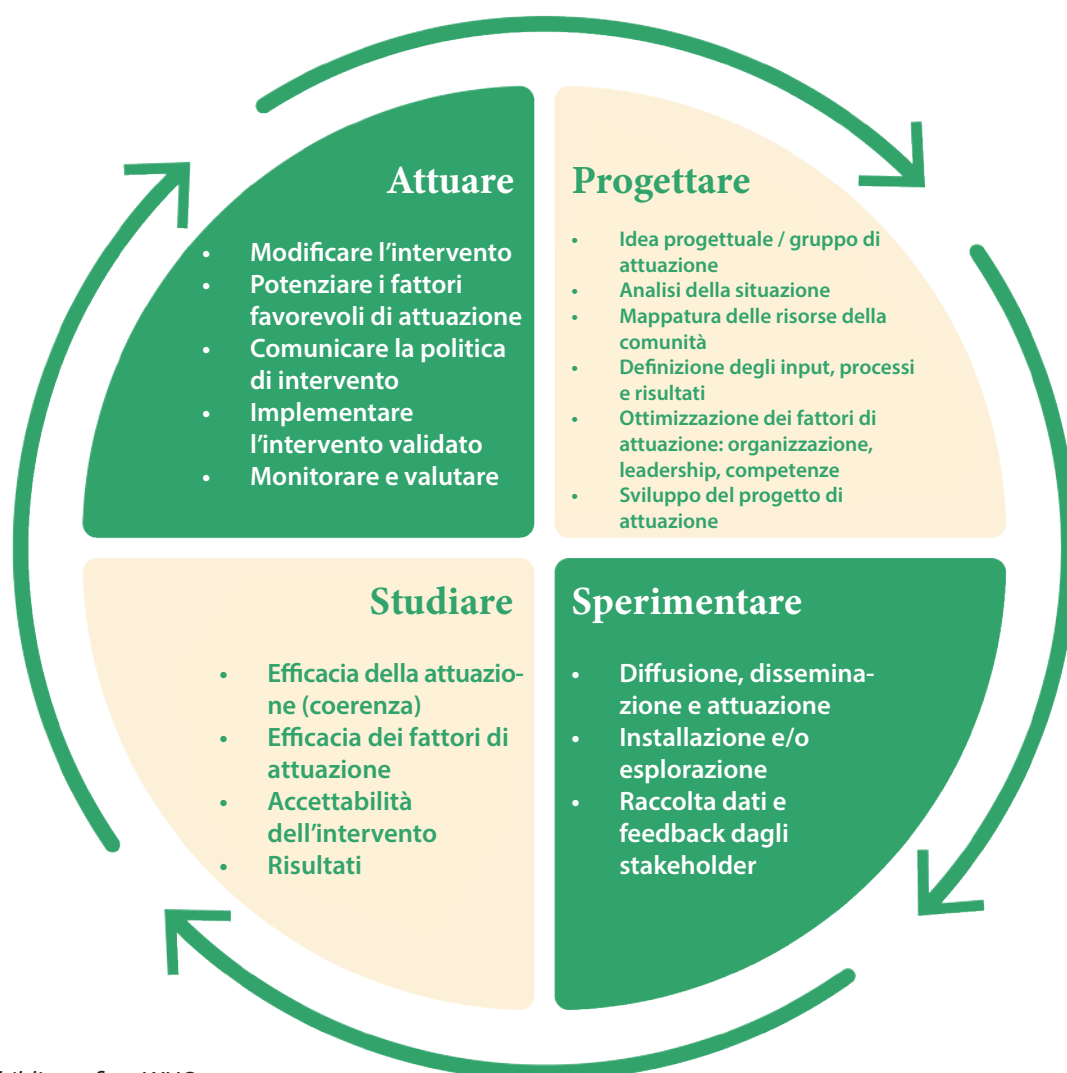 Attuare
• Modificare l'intervento
• Potenziare i fattori
favorevoli di attuazione
• Comunicare la politica
di intervento
• Implementare
l'intervento validato
• Monitorare e valutare
Progettare
• Idea progettuale / gruppo di
attuazione
• Analisi della situazione
• Mappatura delle risorse della
comunità
• Definizione degli input, processi
e risultati
• Ottimizzazione dei fattori di
attuazione: organizzazione,
leadership, competenze
• Sviluppo del progetto di
attuazione
Studiare
• Efficacia della attuazio-
ne (coerenza)
• Efficacia dei fattori di
attuazione
• Accettabilità
dell'intervento
• Risultati
Sperimentare
• Diffusione, dissemina-
zione e attuazione
• Installazione e/o
esplorazione
• Raccolta dati e
feedback dagli
stakeholder